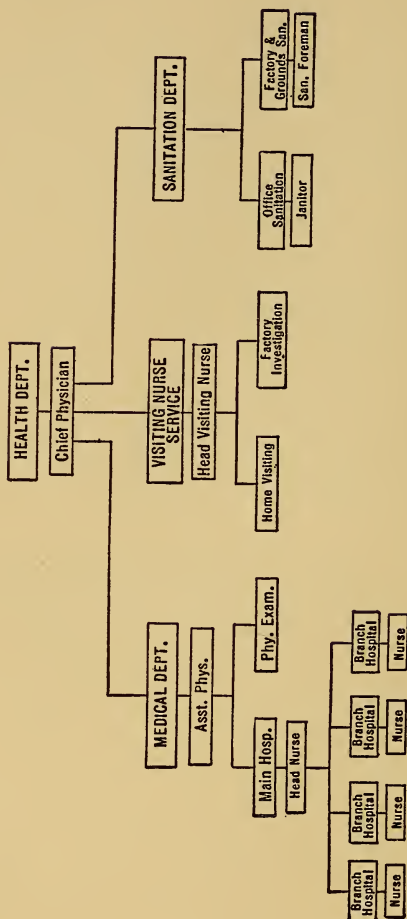 HEALTH DEPT.
Chief Physician
MEDICAL DEPT.
Asst. Phys.
Main Hosp.
Head Nurse
Branch
Hospital
Nurse
Branch
Hospital
Nurse
Branch
Hospital
Nurse
Branch
Hospital
Nurse
Phy. Exam.
VISITING NURSE
SERVICE
Head Visiting Nurse
Home Visiting
Factory
Investigation
SANITATION DEPT.
Office
Sanitation
Janitor
Factory &
Grounds San.
San. Foreman